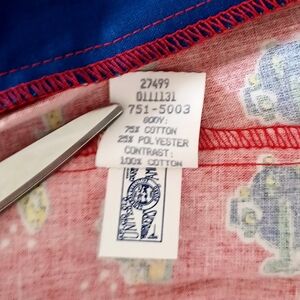 27499
0111131
751-5003
BODY:
75% COTTON
25% POLYESTER
CONTRAST:
100% COTTON